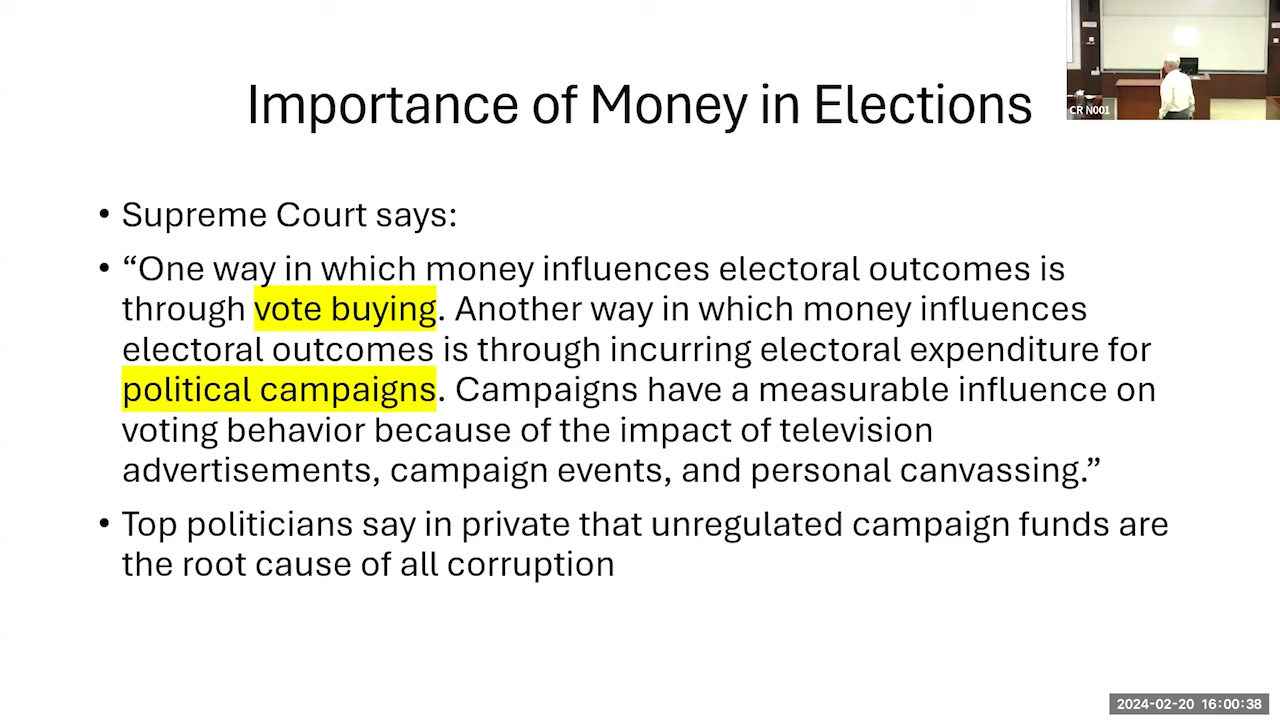 Importance of Money in Elections
CR N001
• Supreme Court says:
• “One way in which money influences electoral outcomes is
through vote buying. Another way in which money influences
electoral outcomes is through incurring electoral expenditure for
political campaigns. Campaigns have a measurable influence on
voting behavior because of the impact of television
advertisements, campaign events, and personal canvassing.”
• Top politicians say in private that unregulated campaign funds are
the root cause of all corruption
2024-02-20 16:00:38